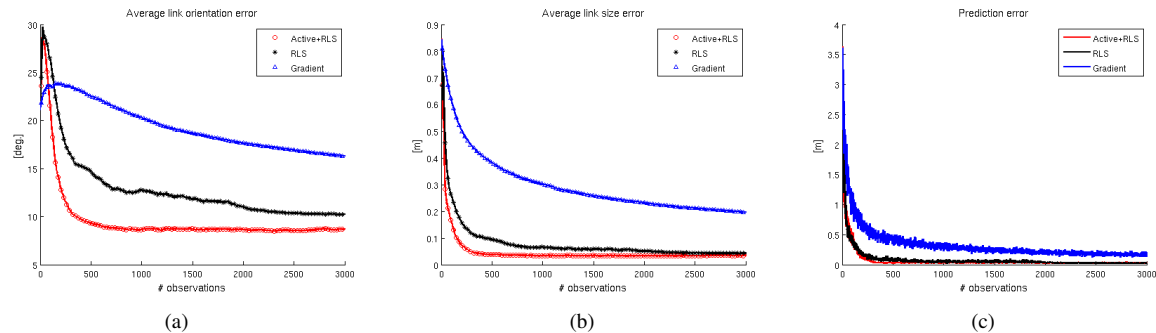 Average link orientation error
30
25
20
15
10
5
[deg.]
Active+RLS
RLS
Gradient
0 500 1000 1500 2000 2500 3000
# observations
(a)
Average link size error
0.9
0.8
0.7
0.6
0.5
0.4
0.3
0.2
0.1
0
[m]
Active+RLS
RLS
Gradient
0 500 1000 1500 2000 2500 3000
# observations
(b)
Prediction error
4
3.5
3
2.5
2
1.5
1
0.5
0
[m]
Active+RLS
RLS
Gradient
0 500 1000 1500 2000 2500 3000
# observations
(c)